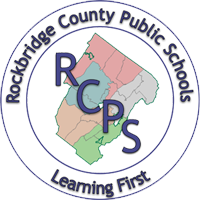 Rockbridge County Public Schools
RCPS
Learning First